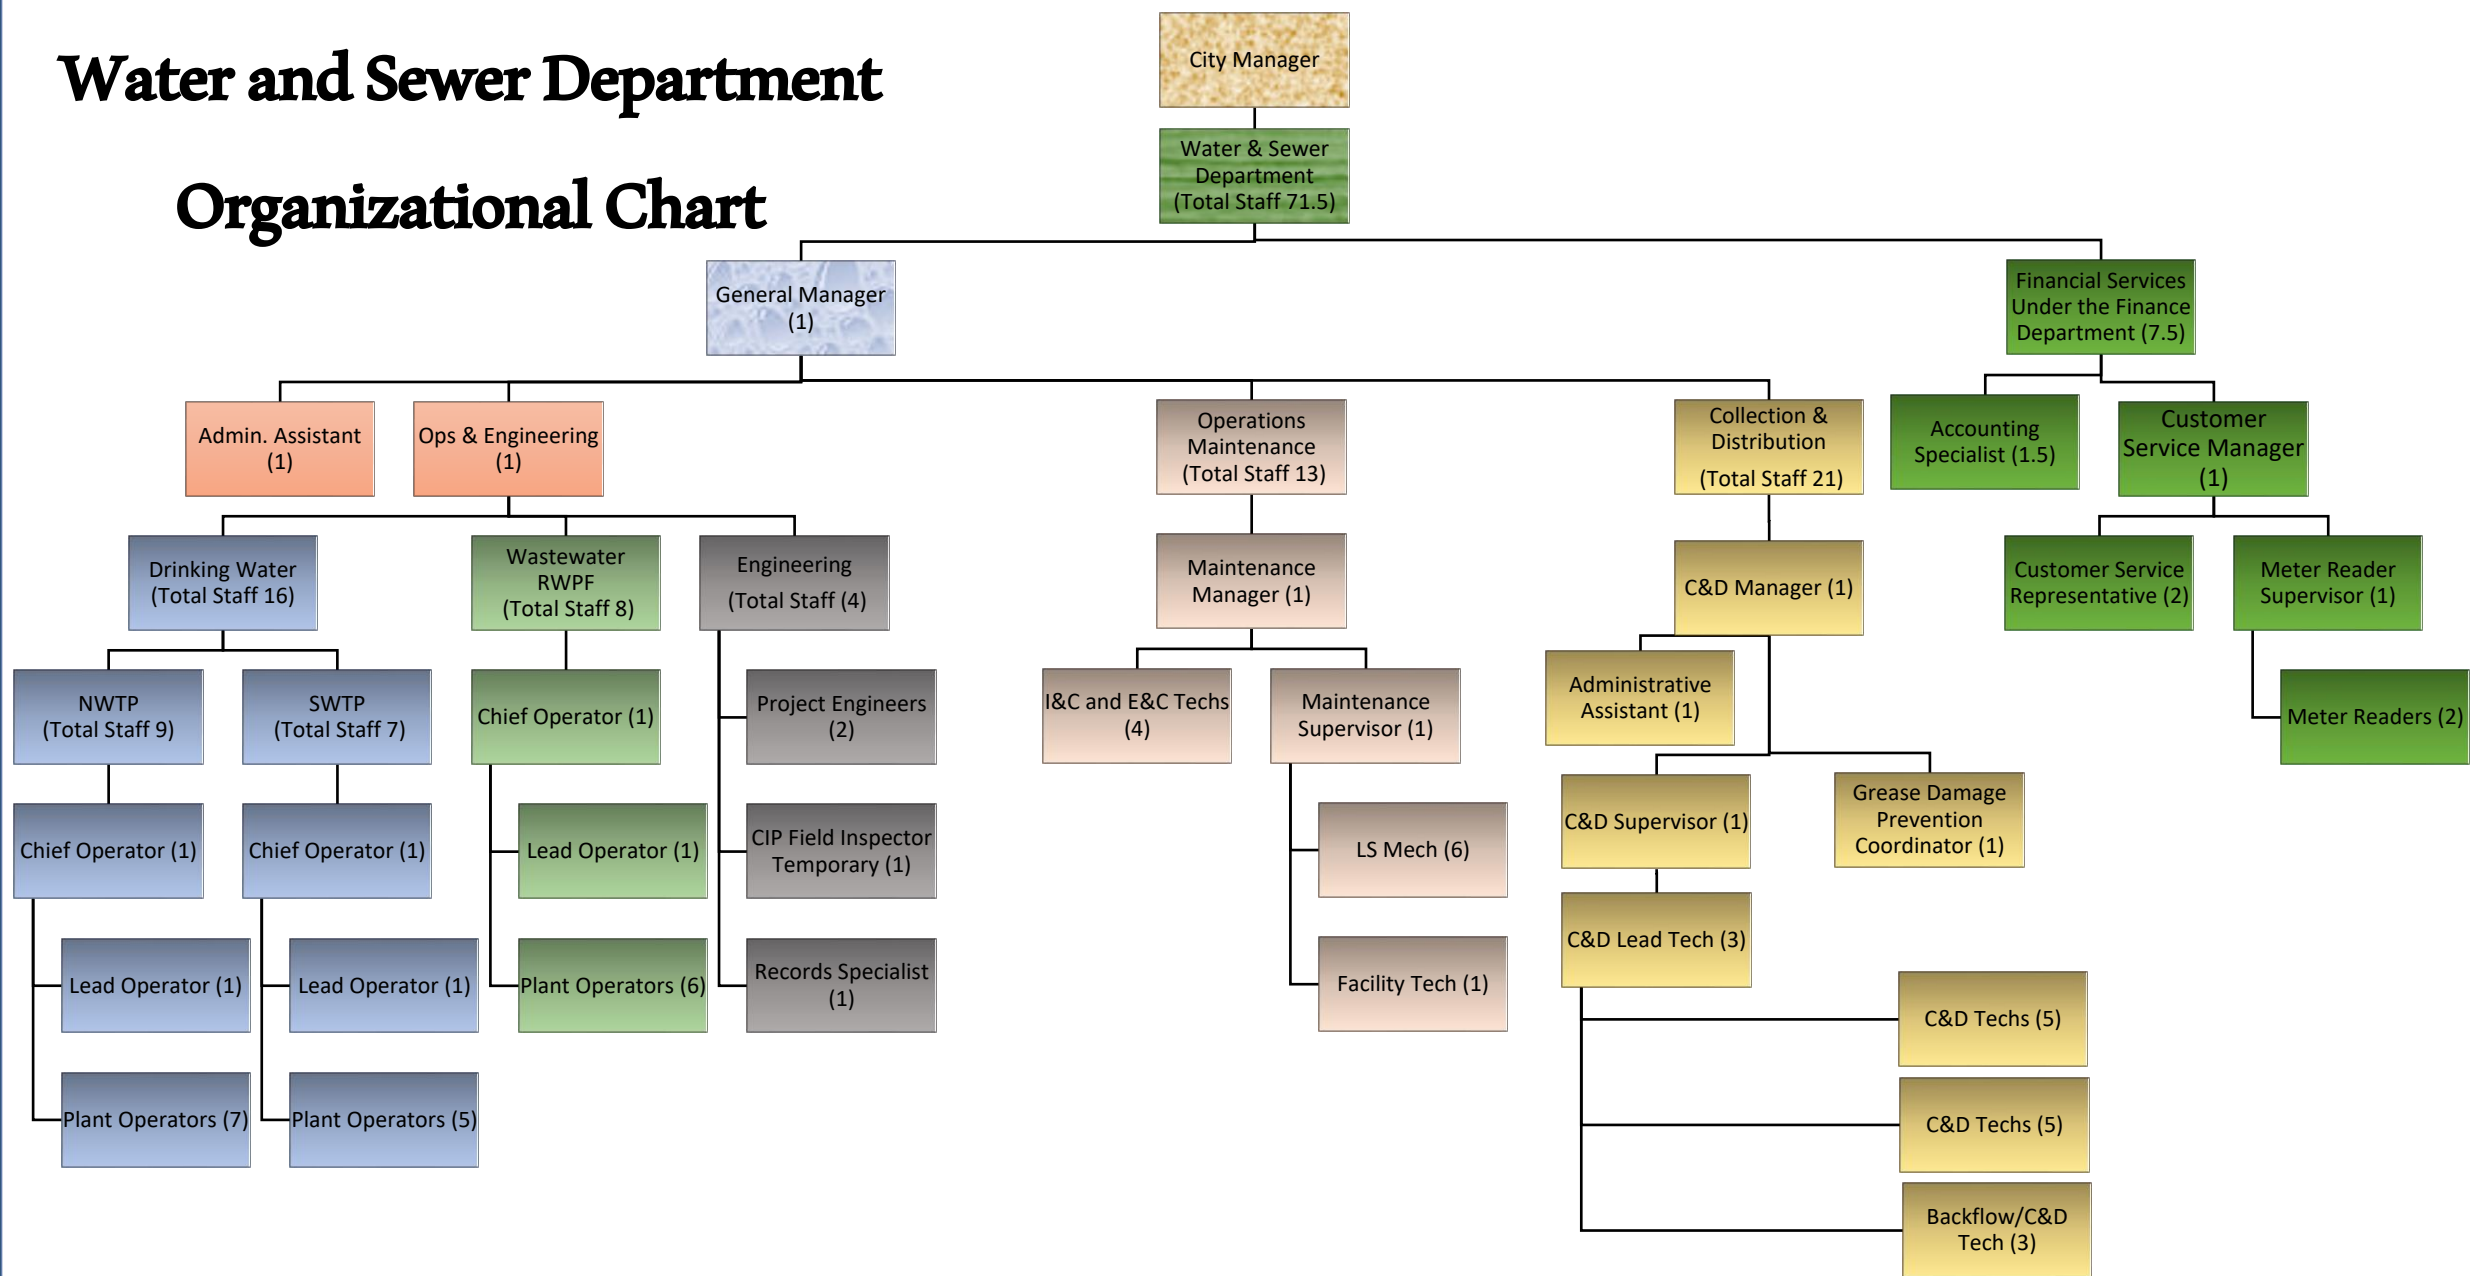 Water and Sewer Department
Organizational Chart
City Manager
Water & Sewer
Department
(Total Staff 71.5)
General Manager
(1)
Financial Services
Under the Finance
Department (7.5)
Admin. Assistant
(1)
Ops & Engineering
(1)
Operations
Maintenance
(Total Staff 13)
Collection &
Distribution
(Total Staff 21)
Accounting
Specialist (1.5)
Customer
Service Manager
(1)
Drinking Water
(Total Staff 16)
Wastewater
RWPF
(Total Staff 8)
Engineering
(Total Staff (4)
Maintenance
Manager (1)
C&D Manager (1)
Customer Service
Representative (2)
Meter Reader
Supervisor (1)
NWTP
(Total Staff 9)
SWTP
(Total Staff 7)
Chief Operator (1)
Project Engineers
(2)
I&C and E&C Techs
(4)
Maintenance
Supervisor (1)
Administrative
Assistant (1)
Meter Readers (2)
Chief Operator (1)
Chief Operator (1)
Lead Operator (1)
CIP Field Inspector
Temporary (1)
LS Mech (6)
C&D Supervisor (1)
Grease Damage
Prevention
Coordinator (1)
Lead Operator (1)
Lead Operator (1)
Plant Operators (6)
Records Specialist
(1)
Facility Tech (1)
C&D Lead Tech (3)
C&D Techs (5)
Plant Operators (7)
Plant Operators (5)
C&D Techs (5)
Backflow/C&D
Tech (3)